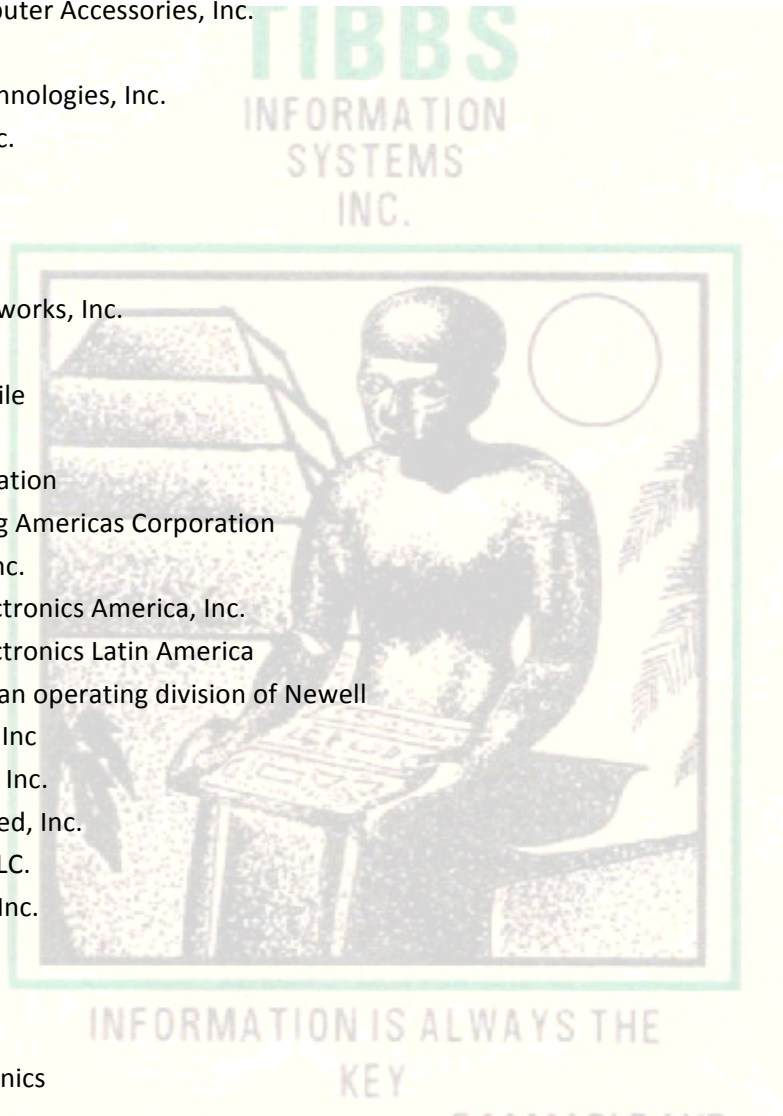 puter Accessories, Inc.
TIBBS
hnologies, Inc.
INFORMATION
c.
SYSTEMS
INC.
works, Inc.
ile
ation
g Americas Corporation
nc.
ctronics America, Inc.
ctronics Latin America
an operating division of Newell
Inc
Inc.
ed, Inc.
LC.
Inc.
INFORMATION IS ALWAYS THE
KEY
nics